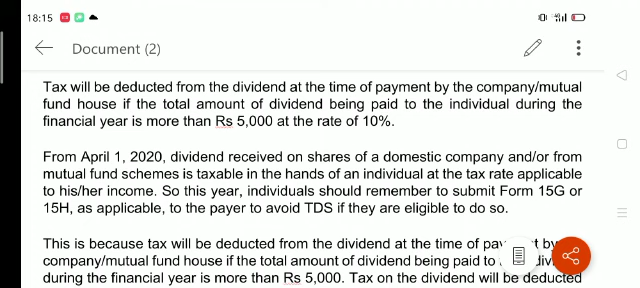 18:15
Document (2)
Tax will be deducted from the dividend at the time of payment by the company/mutual
fund house if the total amount of dividend being paid to the individual during the
financial year is more than Rs 5,000 at the rate of 10%.
From April 1, 2020, dividend received on shares of a domestic company and/or from
mutual fund schemes is taxable in the hands of an individual at the tax rate applicable
to his/her income. So this year, individuals should remember to submit Form 15G or
15H, as applicable, to the payer to avoid TDS if they are eligible to do so.
This is because tax will be deducted from the dividend at the time of by
company/mutual fund house if the total amount of dividend being paid to
during the financial year is more than Rs 5,000. Tax on the dividend will be deducted